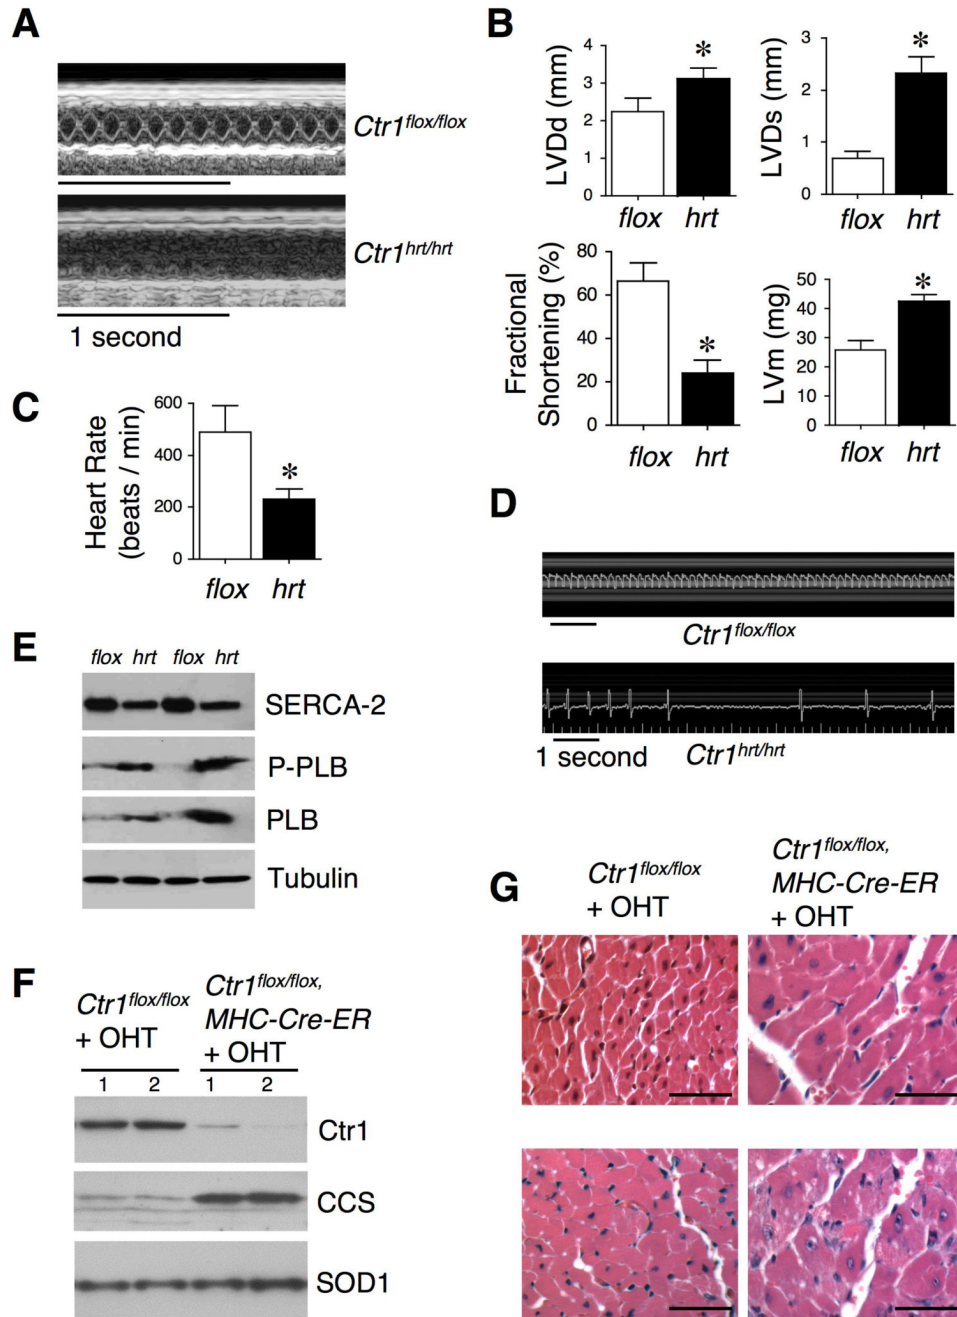 A
Ctr1flox/flox
Ctr1hrt/hrt
1 second
B
LVDd (mm)
4
3
2
1
0
*
flox hrt
LVDs (mm)
3
2
1
0
*
flox hrt
Fractional
Shortening (%)
80
60
40
20
0
*
flox hrt
LVm (mg)
50
40
30
20
10
0
*
flox hrt
C
Heart Rate
(beats / min)
600
400
200
0
*
flox hrt
D
Ctr1flox/flox
1 second
Ctr1hrt/hrt
E
flox hrt flox hrt
SERCA-2
P-PLB
PLB
Tubulin
F
Ctr1flox/flox
+ OHT
Ctr1flox/flox,
MHC-Cre-ER
+ OHT
1 2 1 2
Ctr1
CCS
SOD1
G
Ctr1flox/flox
+ OHT
Ctr1flox/flox,
MHC-Cre-ER
+ OHT